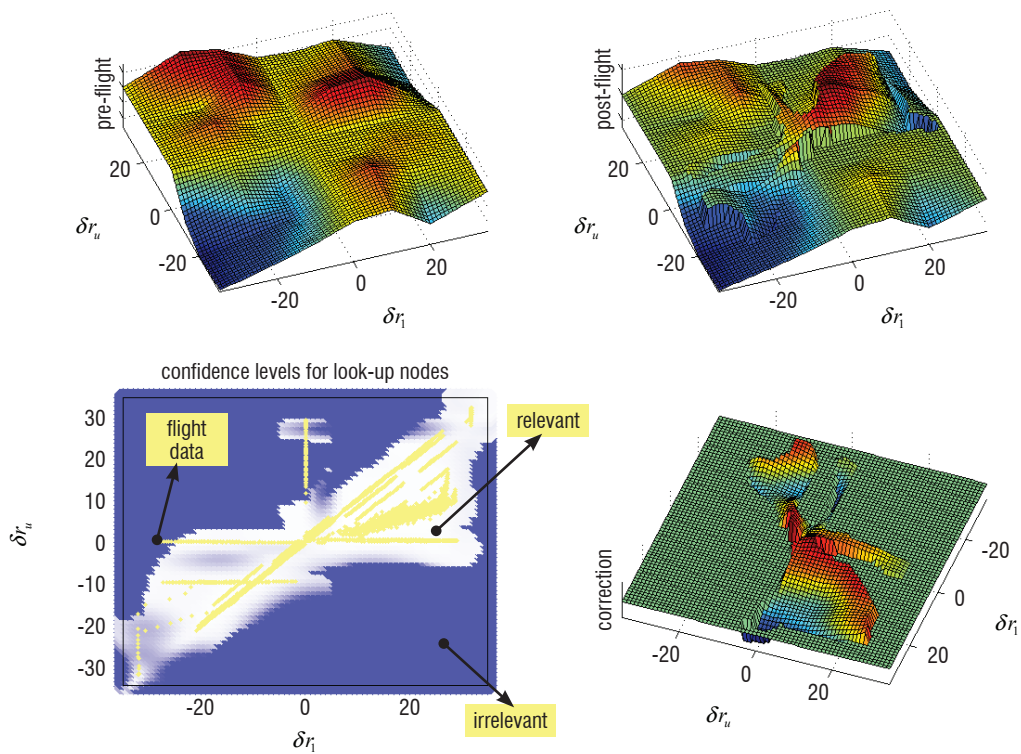 pre-flight
20
0
-20
δr_u
-20
0
20
δr_1
post-flight
20
0
-20
δr_u
-20
0
20
δr_1
confidence levels for look-up nodes
30
20
10
0
-10
-20
-30
δr_u
flight
data
relevant
irrelevant
-20
0
20
δr_1
correction
-20
0
20
δr_u
-20
0
20
δr_1